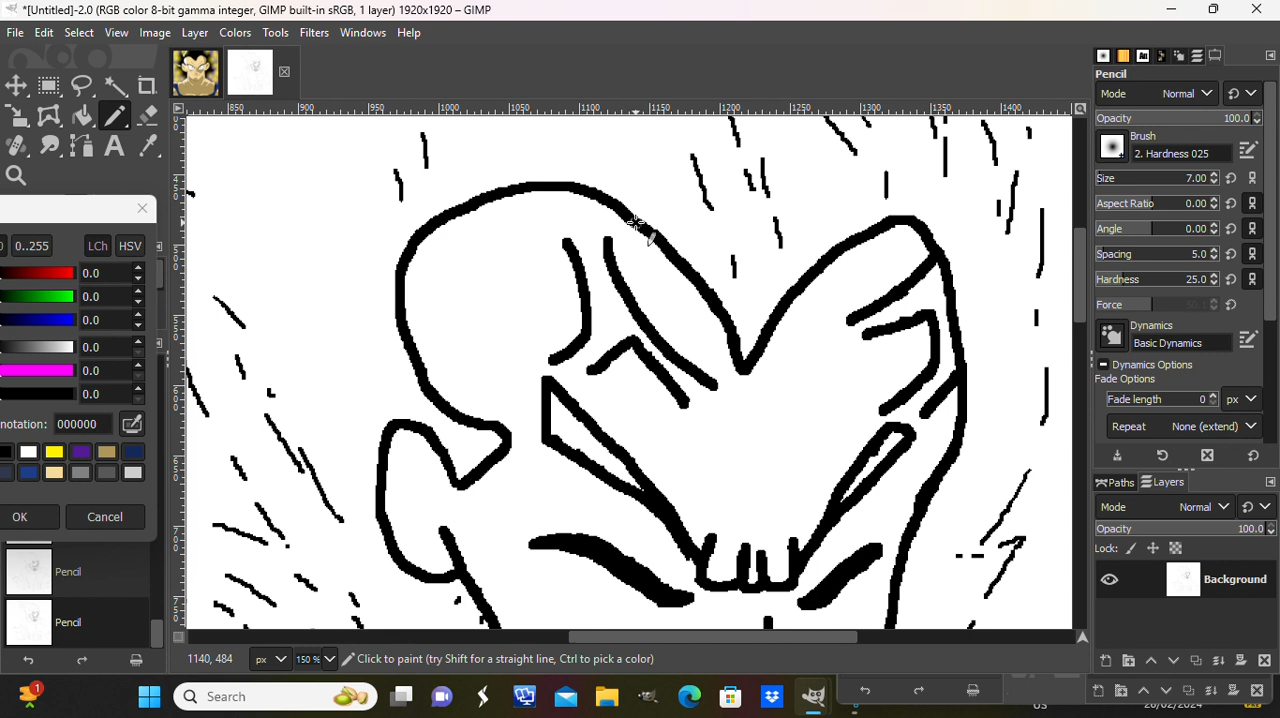 *[Untitled]-2.0 (RGB color 8-bit gamma integer, GIMP built-in sRGB, 1 layer) 1920x1920 – GIMP
File Edit Select View Image Layer Colors Tools Filters Windows Help
850 900 950 1000 1050 1100 1150 1200 1250 1300 1350 1400
Pencil
Mode Normal
Opacity 100.0
Brush
2. Hardness 025
Size 7.00
Aspect Ratio 0.00
Angle 0.00
Spacing 5.0
Hardness 25.0
Force
Dynamics
Basic Dynamics
Dynamics Options
Fade Options
Fade length 0 px
Repeat None (extend)
Paths Layers
Mode Normal
Opacity 100.0
Lock:
Background
0..255 LCh HSV
0.0
0.0
0.0
0.0
0.0
0.0
notation: 000000
OK Cancel
Pencil
Pencil
1140, 484 px 150 % Click to paint (try Shift for a straight line, Ctrl to pick a color)
1 Search
US 26/02/2024 PRE